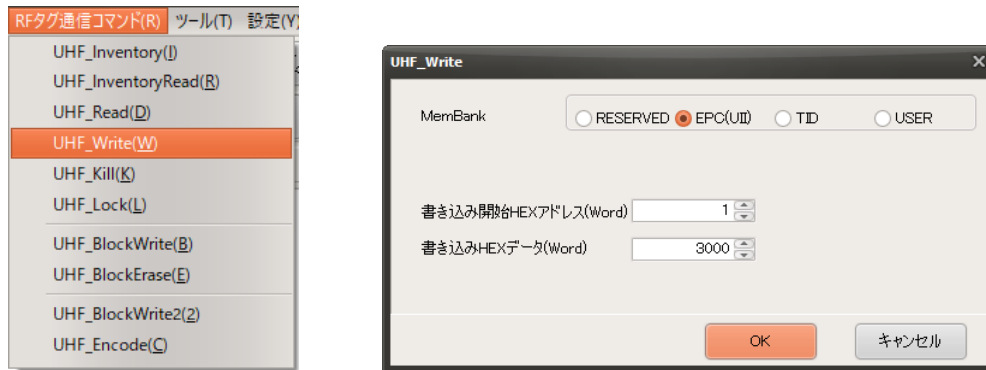 RFタグ通信コマンド(R) ツール(T) 設定(Y)
UHF_Inventory(I)
UHF_InventoryRead(R)
UHF_Read(D)
UHF_Write(W)
UHF_Kill(K)
UHF_Lock(L)
UHF_BlockWrite(B)
UHF_BlockErase(E)
UHF_BlockWrite2(2)
UHF_Encode(C)
UHF_Write
MemBank RESERVED EPC(UII) TID USER
書き込み開始HEXアドレス(Word) 1
書き込みHEXデータ(Word) 3000
OK キャンセル